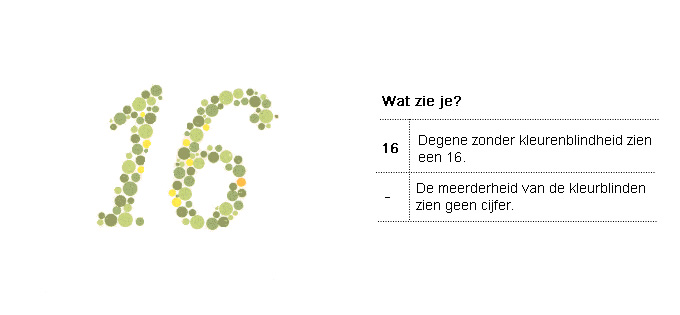 16
Wat zie je?
16
Degene zonder kleurenblindheid zien
een 16.
-
De meerderheid van de kleurblinden
zien geen cijfer.